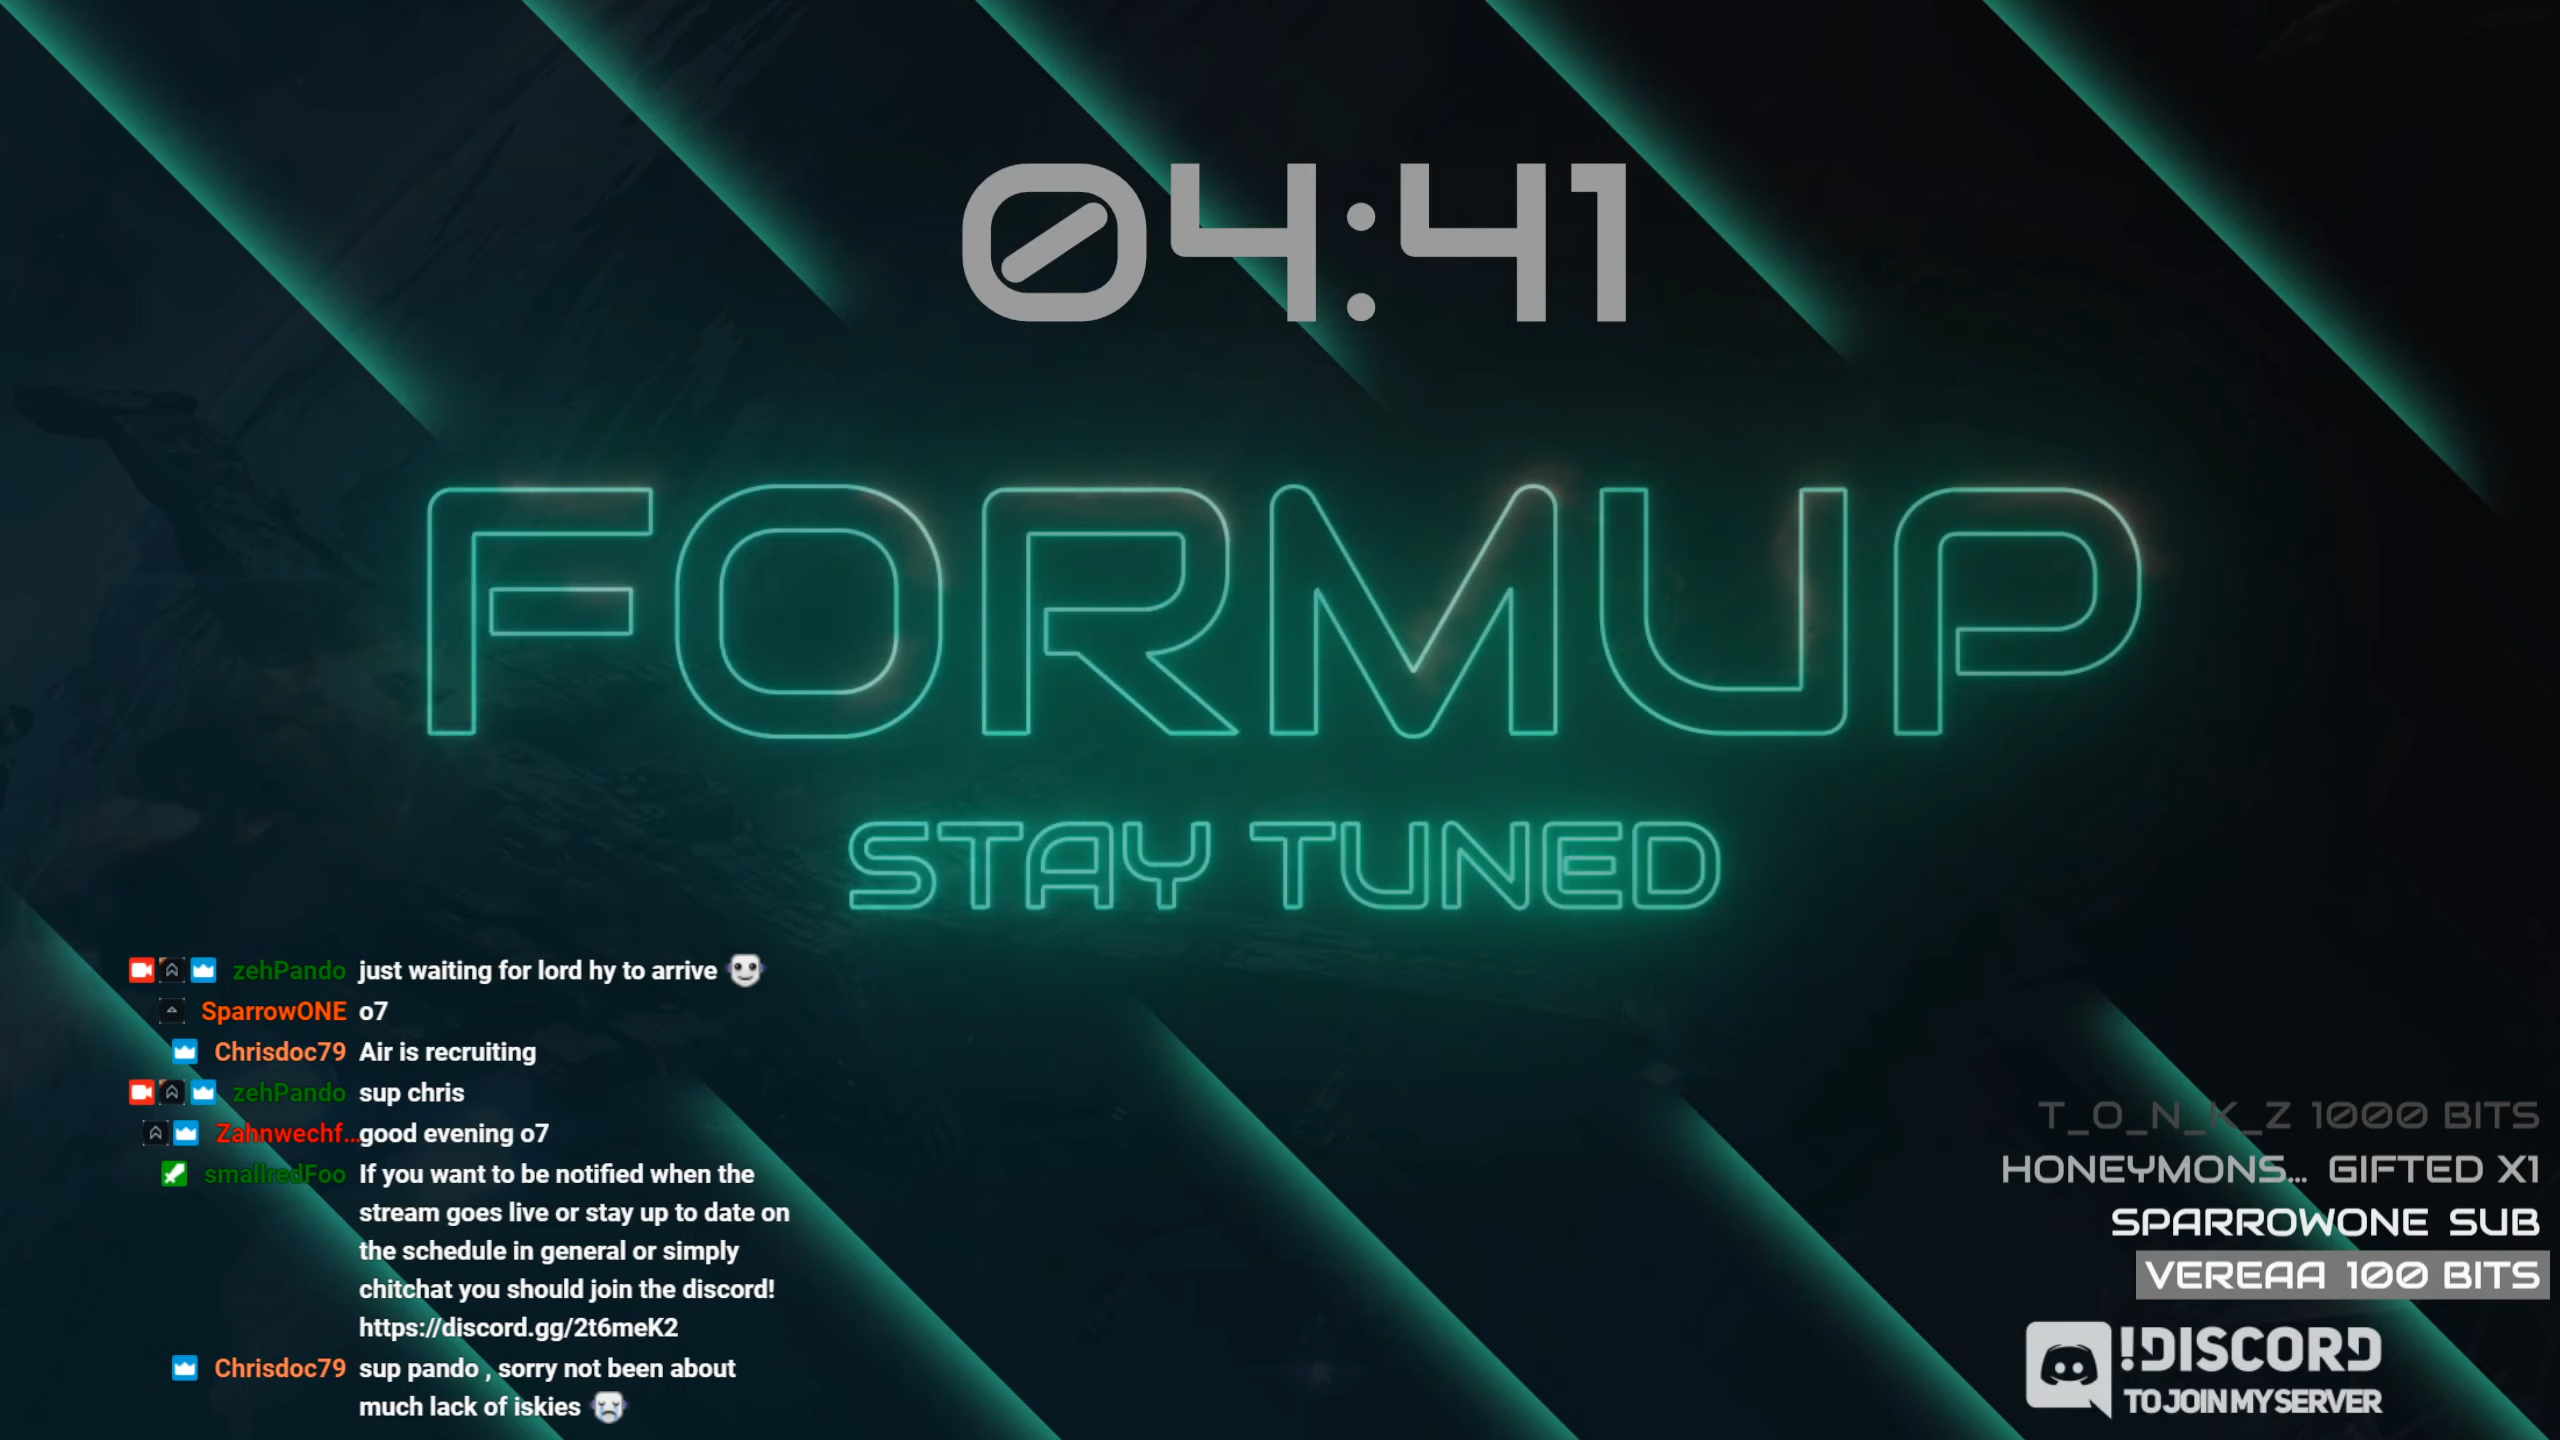 04:41
FORMUP
STAY TUNED
zehPando just waiting for lord hy to arrive
SparrowONE o7
Chrisdoc79 Air is recruiting
zehPando sup chris
Zahnwechf... good evening o7
smallredFoo If you want to be notified when the
stream goes live or stay up to date on
the schedule in general or simply
chitchat you should join the discord!
https://discord.gg/2t6meK2
Chrisdoc79 sup pando , sorry not been about
much lack of iskies
T_O_N_K_Z 1000 BITS
HONEYMONS... GIFTED X1
SPARROWONE SUB
VEREAA 100 BITS
!DISCORD
TO JOIN MY SERVER